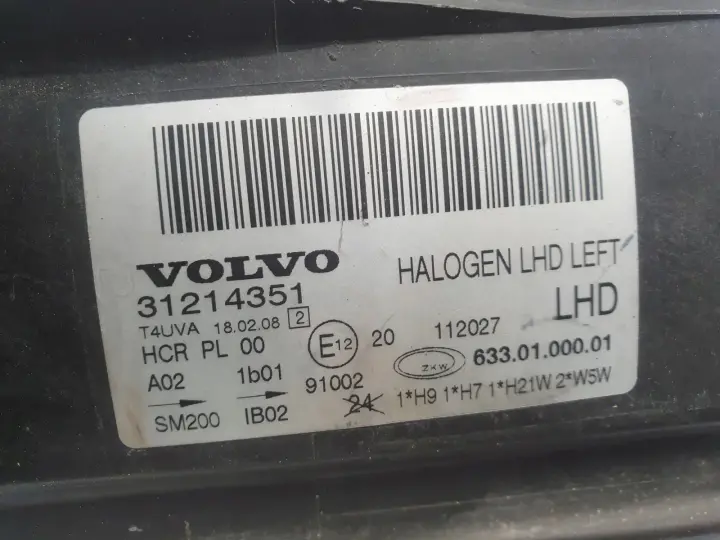 VOLVO
HALOGEN LHD LEFT
31214351
LHD
T4UVA 18.02.08 2
HCR PL 00
E12
20
112027
A02
1b01
91002
ZKW
633.01.000.01
SM200
IB02
24
1*H9 1*H7 1*H21W 2*W5W